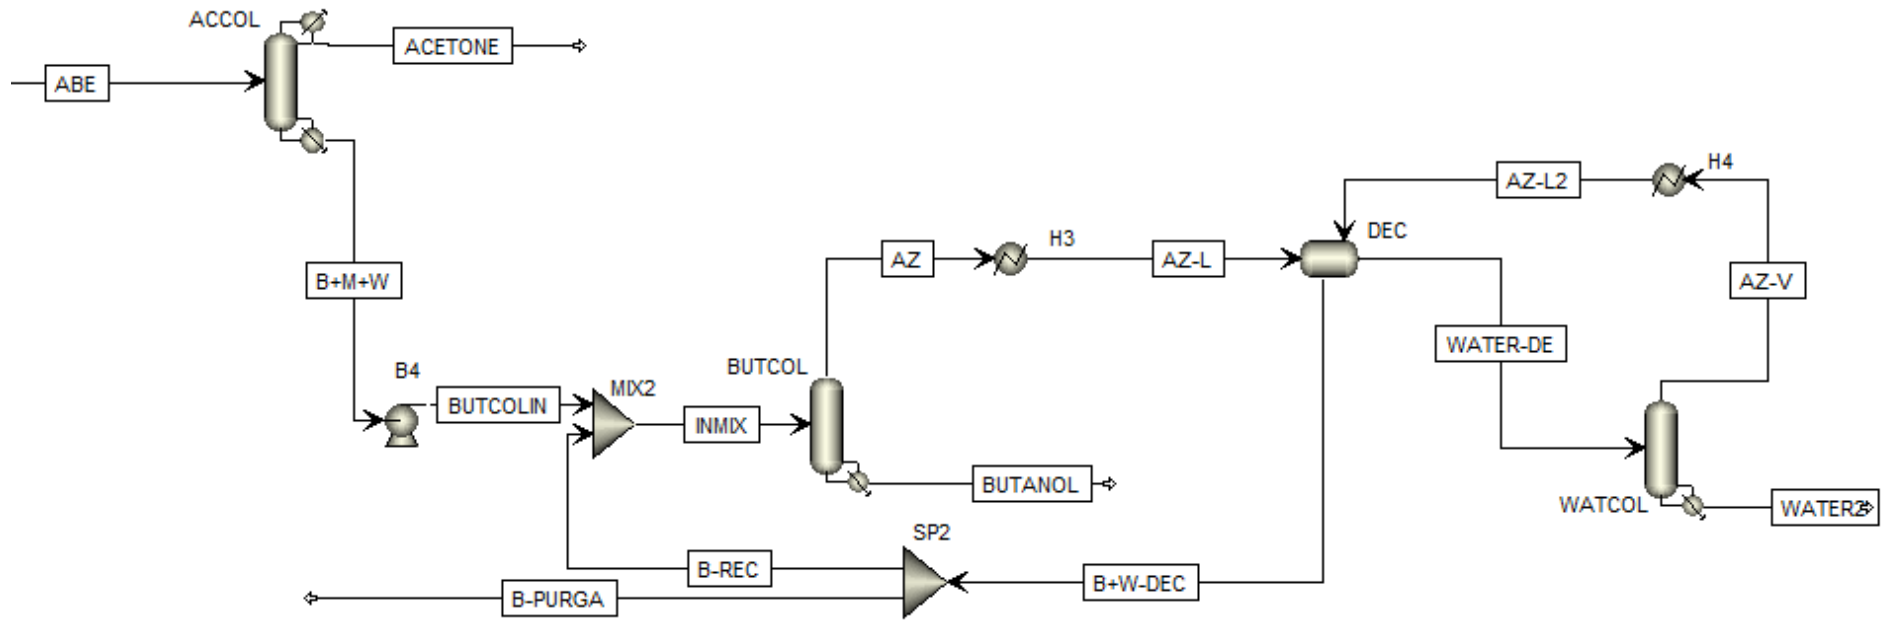 ACCOL
ACETONE
ABE
H4
AZ-L2
DEC
H3
AZ
AZ-L
B+M+W
AZ-V
WATER-DE
BUTCOL
B4
MIX2
BUTCOLIN
INMIX
BUTANOL
WATCOL
WATER2
SP2
B-REC
B+W-DEC
B-PURGA